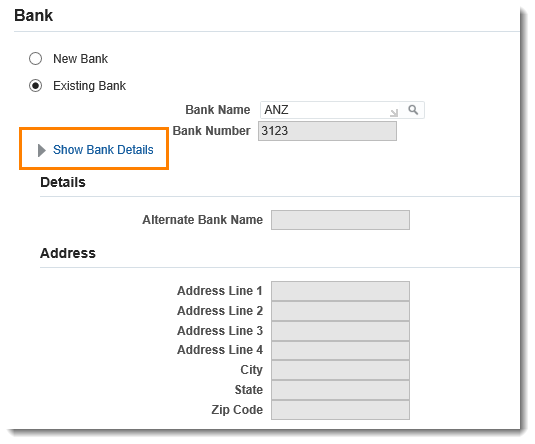 Bank
New Bank
Existing Bank
Bank Name ANZ
Bank Number 3123
Show Bank Details
Details
Alternate Bank Name
Address
Address Line 1
Address Line 2
Address Line 3
Address Line 4
City
State
Zip Code